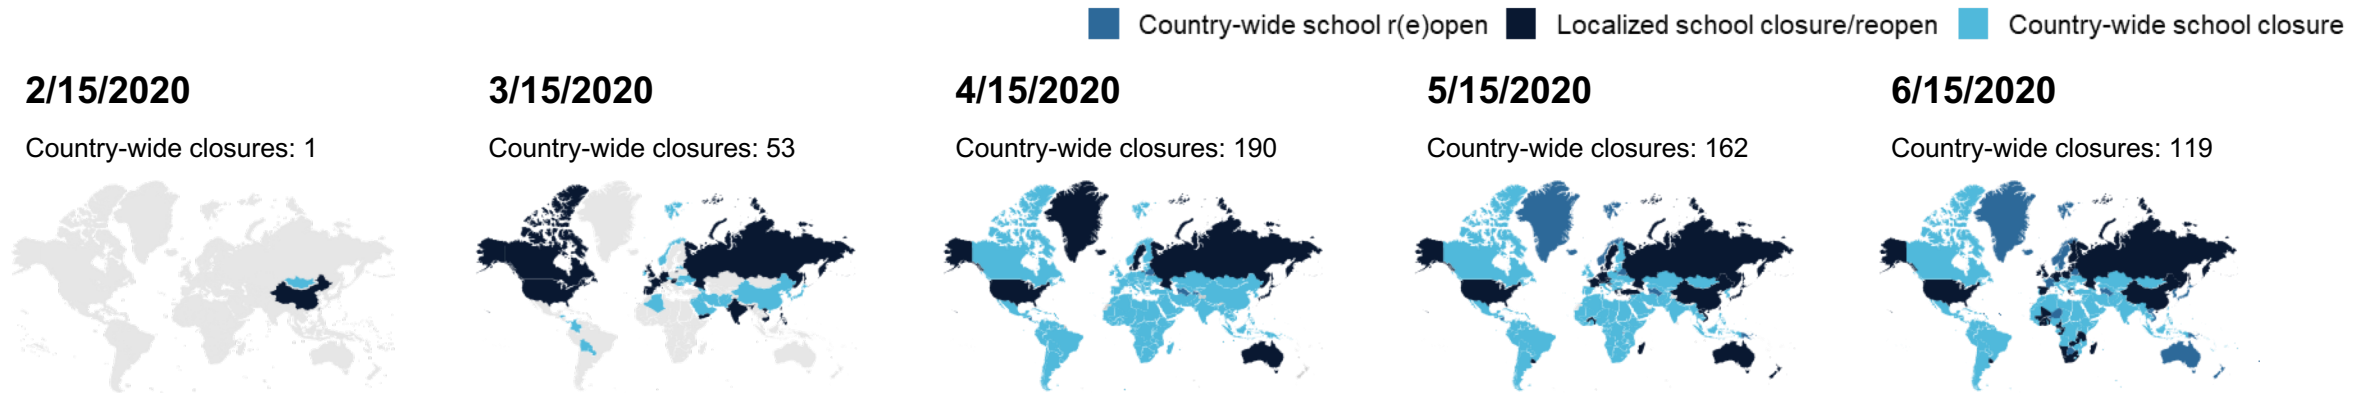 Country-wide school r(e)open
Localized school closure/reopen
Country-wide school closure
2/15/2020
Country-wide closures: 1
3/15/2020
Country-wide closures: 53
4/15/2020
Country-wide closures: 190
5/15/2020
Country-wide closures: 162
6/15/2020
Country-wide closures: 119